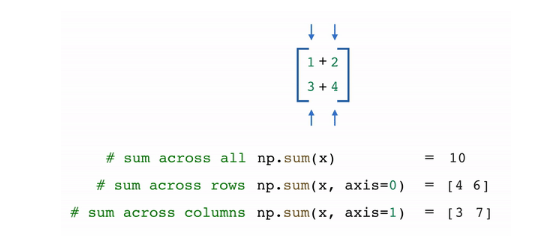 1 + 2
3 + 4
# sum across all np.sum(x) = 10
# sum across rows np.sum(x, axis=0) = [4 6]
# sum across columns np.sum(x, axis=1) = [3 7]